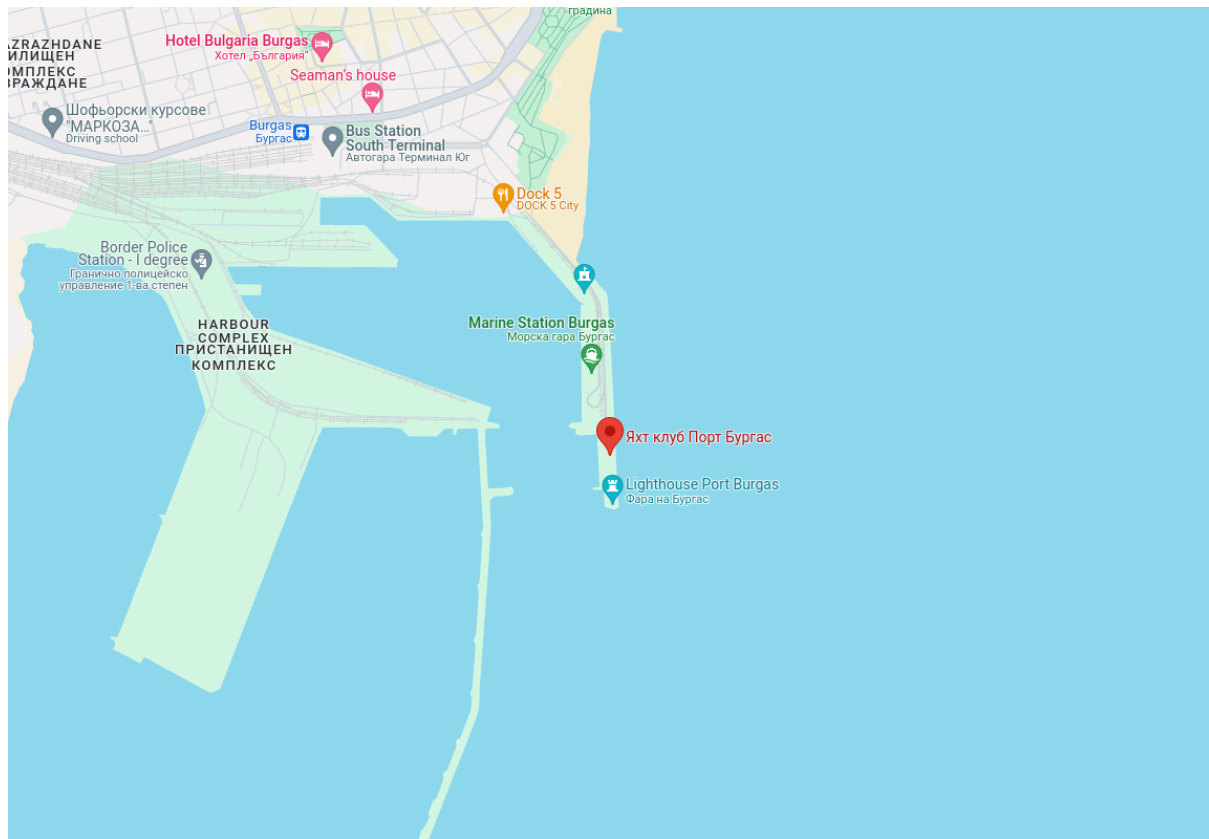 градина
Hotel Bulgaria Burgas
Хотел „България“
AZRAZHDANE
ИЛИЩЕН
ОМПЛЕКС
ЗРАЖДАНЕ
Seaman's house
Шофьорски курсове
"МАРКОЗА..."
Driving school
Burgas
Бургас
Bus Station
South Terminal
Автогара Терминал Юг
Dock 5
DOCK 5 City
Border Police
Station - I degree
Гранично полицейско
управление 1-ва степен
HARBOUR
COMPLEX
ПРИСТАНИЩЕН
КОМПЛЕКС
Marine Station Burgas
Морска гара Бургас
Яхт клуб Порт Бургас
Lighthouse Port Burgas
Фара на Бургас